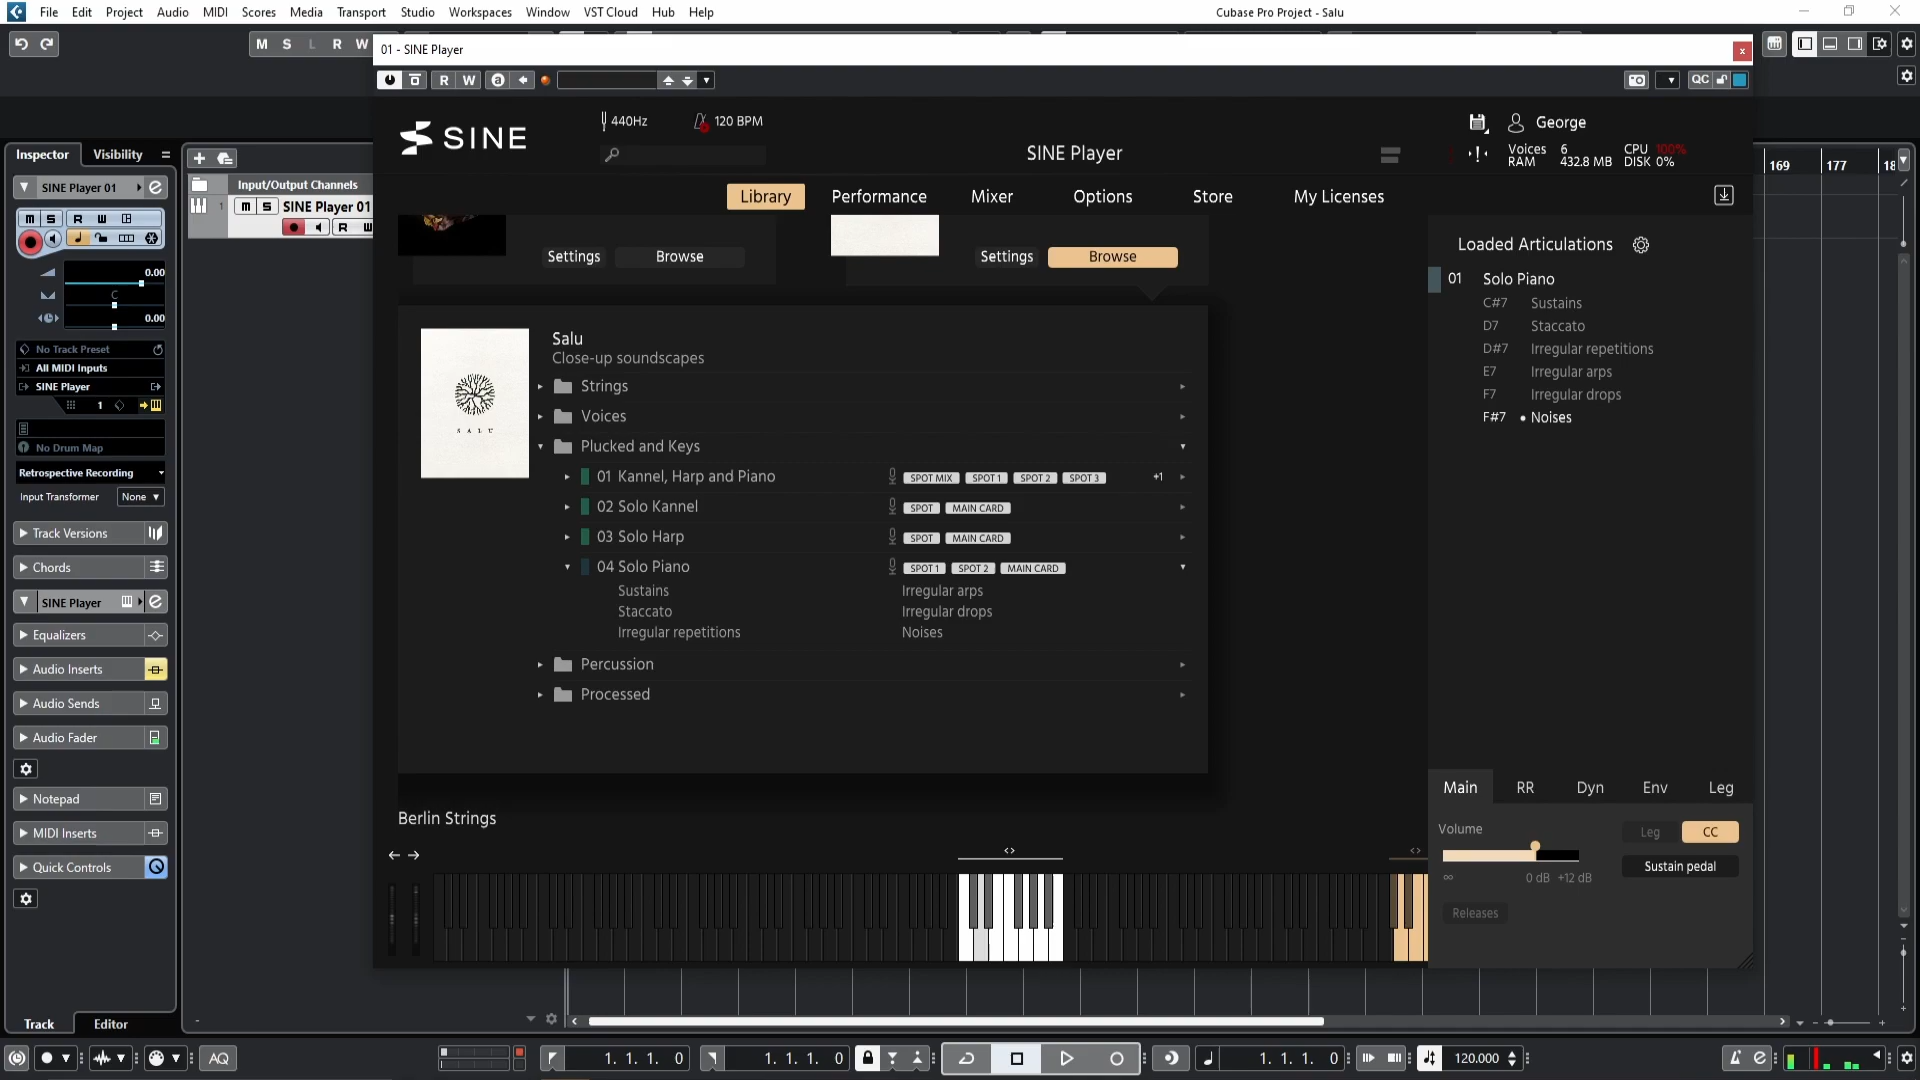 File Edit Project Audio MIDI Scores Media Transport Studio Workspaces Window VST Cloud Hub Help
Cubase Pro Project - Salu
M S L R W
01 - SINE Player
R W
QC
SINE
440Hz
120 BPM
SINE Player
George
Voices 6 CPU 100%
RAM 432.8 MB DISK 0%
Library Performance Mixer Options Store My Licenses
Settings Browse
Settings Browse
Salu
Close-up soundscapes
SALU
Strings
Voices
Plucked and Keys
01 Kannel, Harp and Piano SPOT MIX SPOT 1 SPOT 2 SPOT 3 +1
02 Solo Kannel SPOT MAIN CARD
03 Solo Harp SPOT MAIN CARD
04 Solo Piano SPOT 1 SPOT 2 MAIN CARD
Sustains Irregular arps
Staccato Irregular drops
Irregular repetitions Noises
Percussion
Processed
Berlin Strings
Loaded Articulations
01 Solo Piano
C#7 Sustains
D7 Staccato
D#7 Irregular repetitions
E7 Irregular arps
F7 Irregular drops
F#7 • Noises
Main RR Dyn Env Leg
Volume
Leg CC
Sustain pedal
∞ 0 dB +12 dB
Releases
Inspector Visibility
SINE Player 01
M S R W
0.00
C
0.00
No Track Preset
All MIDI Inputs
SINE Player
1
No Drum Map
Retrospective Recording
Input Transformer None
Track Versions
Chords
SINE Player
Equalizers
Audio Inserts
Audio Sends
Audio Fader
Notepad
MIDI Inserts
Quick Controls
Track Editor
Input/Output Channels
1 M S SINE Player 01
R W
169 177 18
AQ
1. 1. 1. 0
1. 1. 1. 0
1. 1. 1. 0
120.000